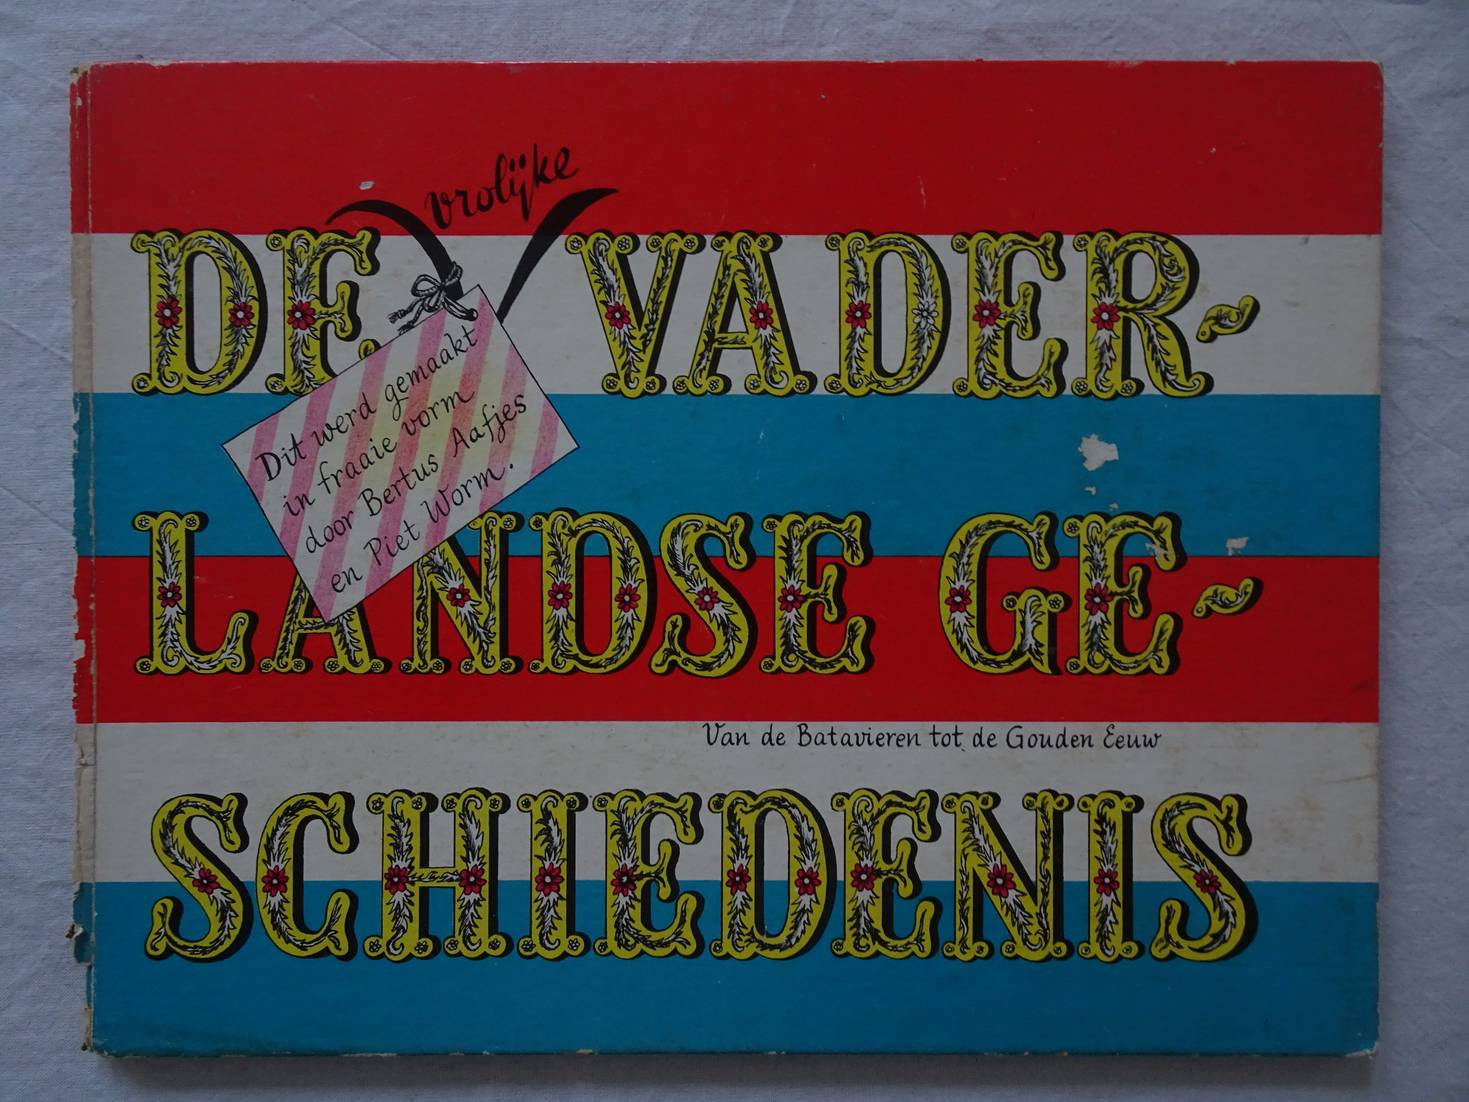 vrolijke
DE VADER-
Dit werd gemaakt
in fraaie vorm
door Bertus Aafjes
en Piet Worm.
LANDSE GE-
Van de Batavieren tot de Gouden Eeuw
SCHIEDENIS